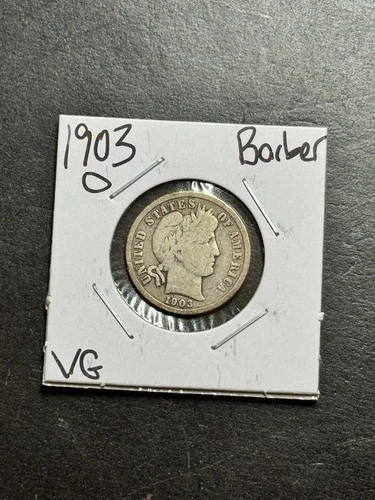 1903 Barber
O
UNITED STATES OF AMERICA
1903
VG